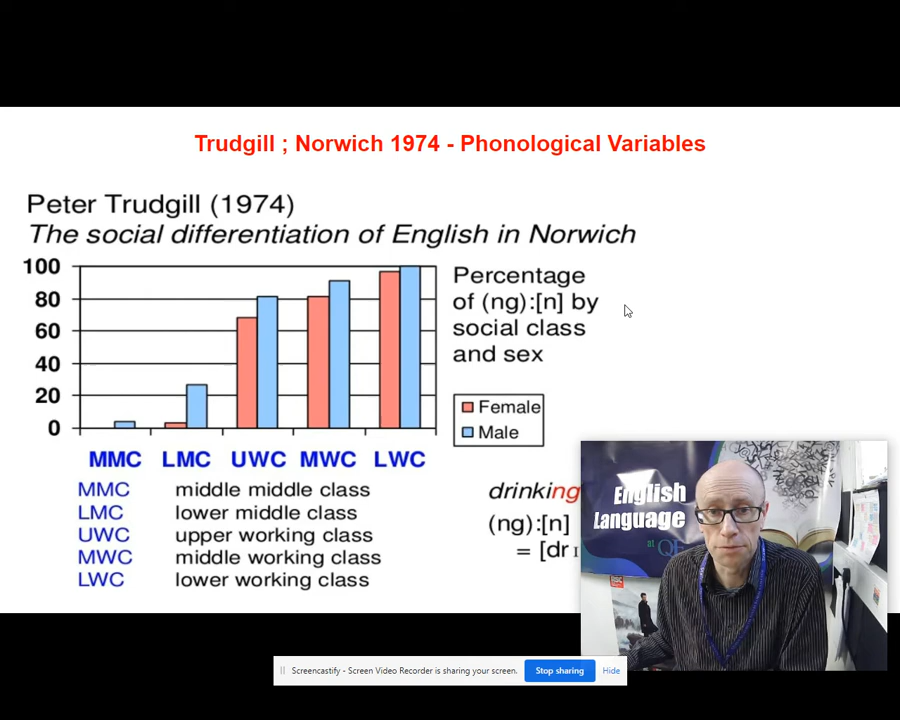 Trudgill ; Norwich 1974 - Phonological Variables
Peter Trudgill (1974)
The social differentiation of English in Norwich
100
80
60
40
20
0
MMC LMC UWC MWC LWC
Percentage
of (ng):[n] by
social class
and sex
Female
Male
MMC middle middle class
LMC lower middle class
UWC upper working class
MWC middle working class
LWC lower working class
drinking
(ng):[n]
= [drɪ
English
Language
at QE
Screencastify - Screen Video Recorder is sharing your screen.
Stop sharing
Hide